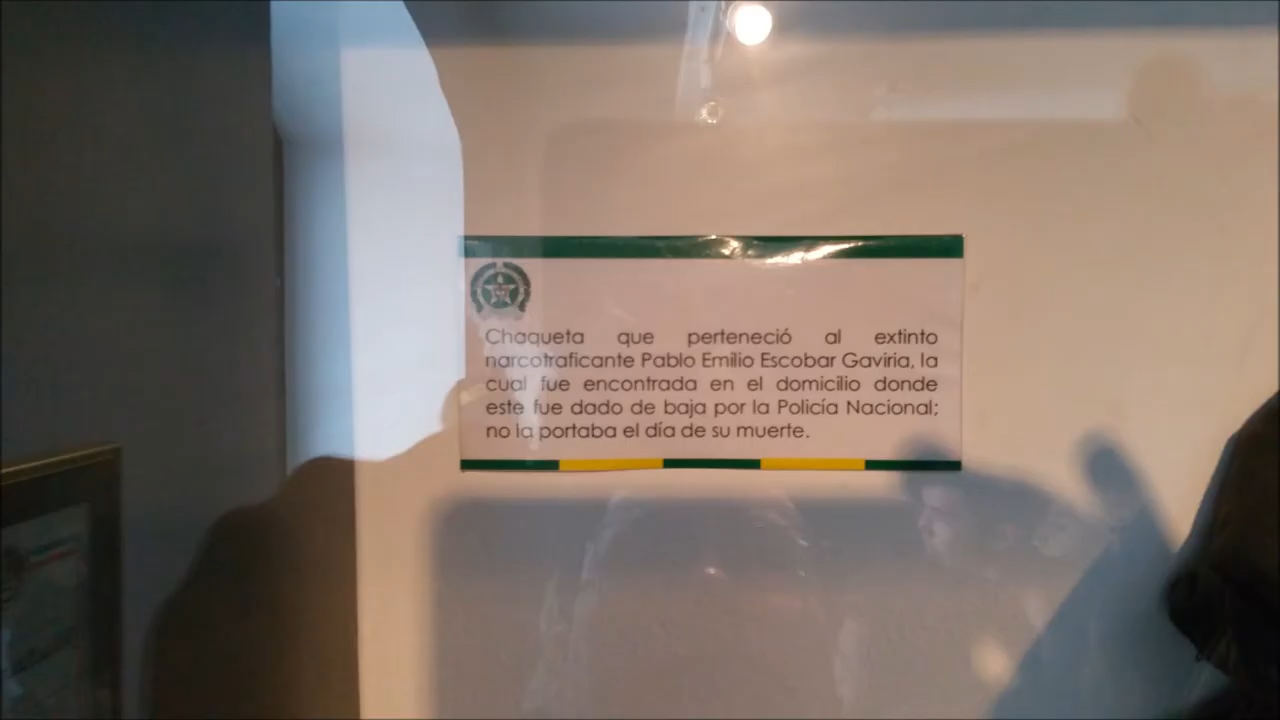 Chaqueta que perteneció al extinto
narcotraficante Pablo Emilio Escobar Gaviria, la
cual fue encontrada en el domicilio donde
este fue dado de baja por la Policía Nacional;
no la portaba el día de su muerte.